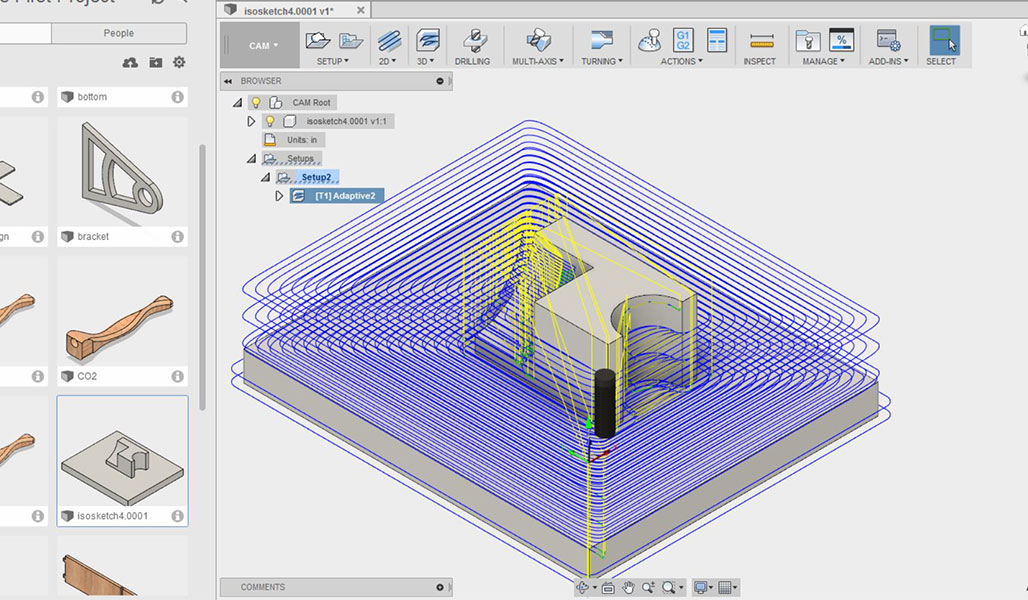 First Project
People
bottom
gn
bracket
CO2
isosketch4.0001
isosketch4.0001 v1*
CAM
SETUP
2D
3D
DRILLING
MULTI-AXIS
TURNING
G1
G2
ACTIONS
INSPECT
%
MANAGE
ADD-INS
SELECT
BROWSER
CAM Root
isosketch4.0001 v1:1
Units: in
Setups
Setup2
[T1] Adaptive2
COMMENTS